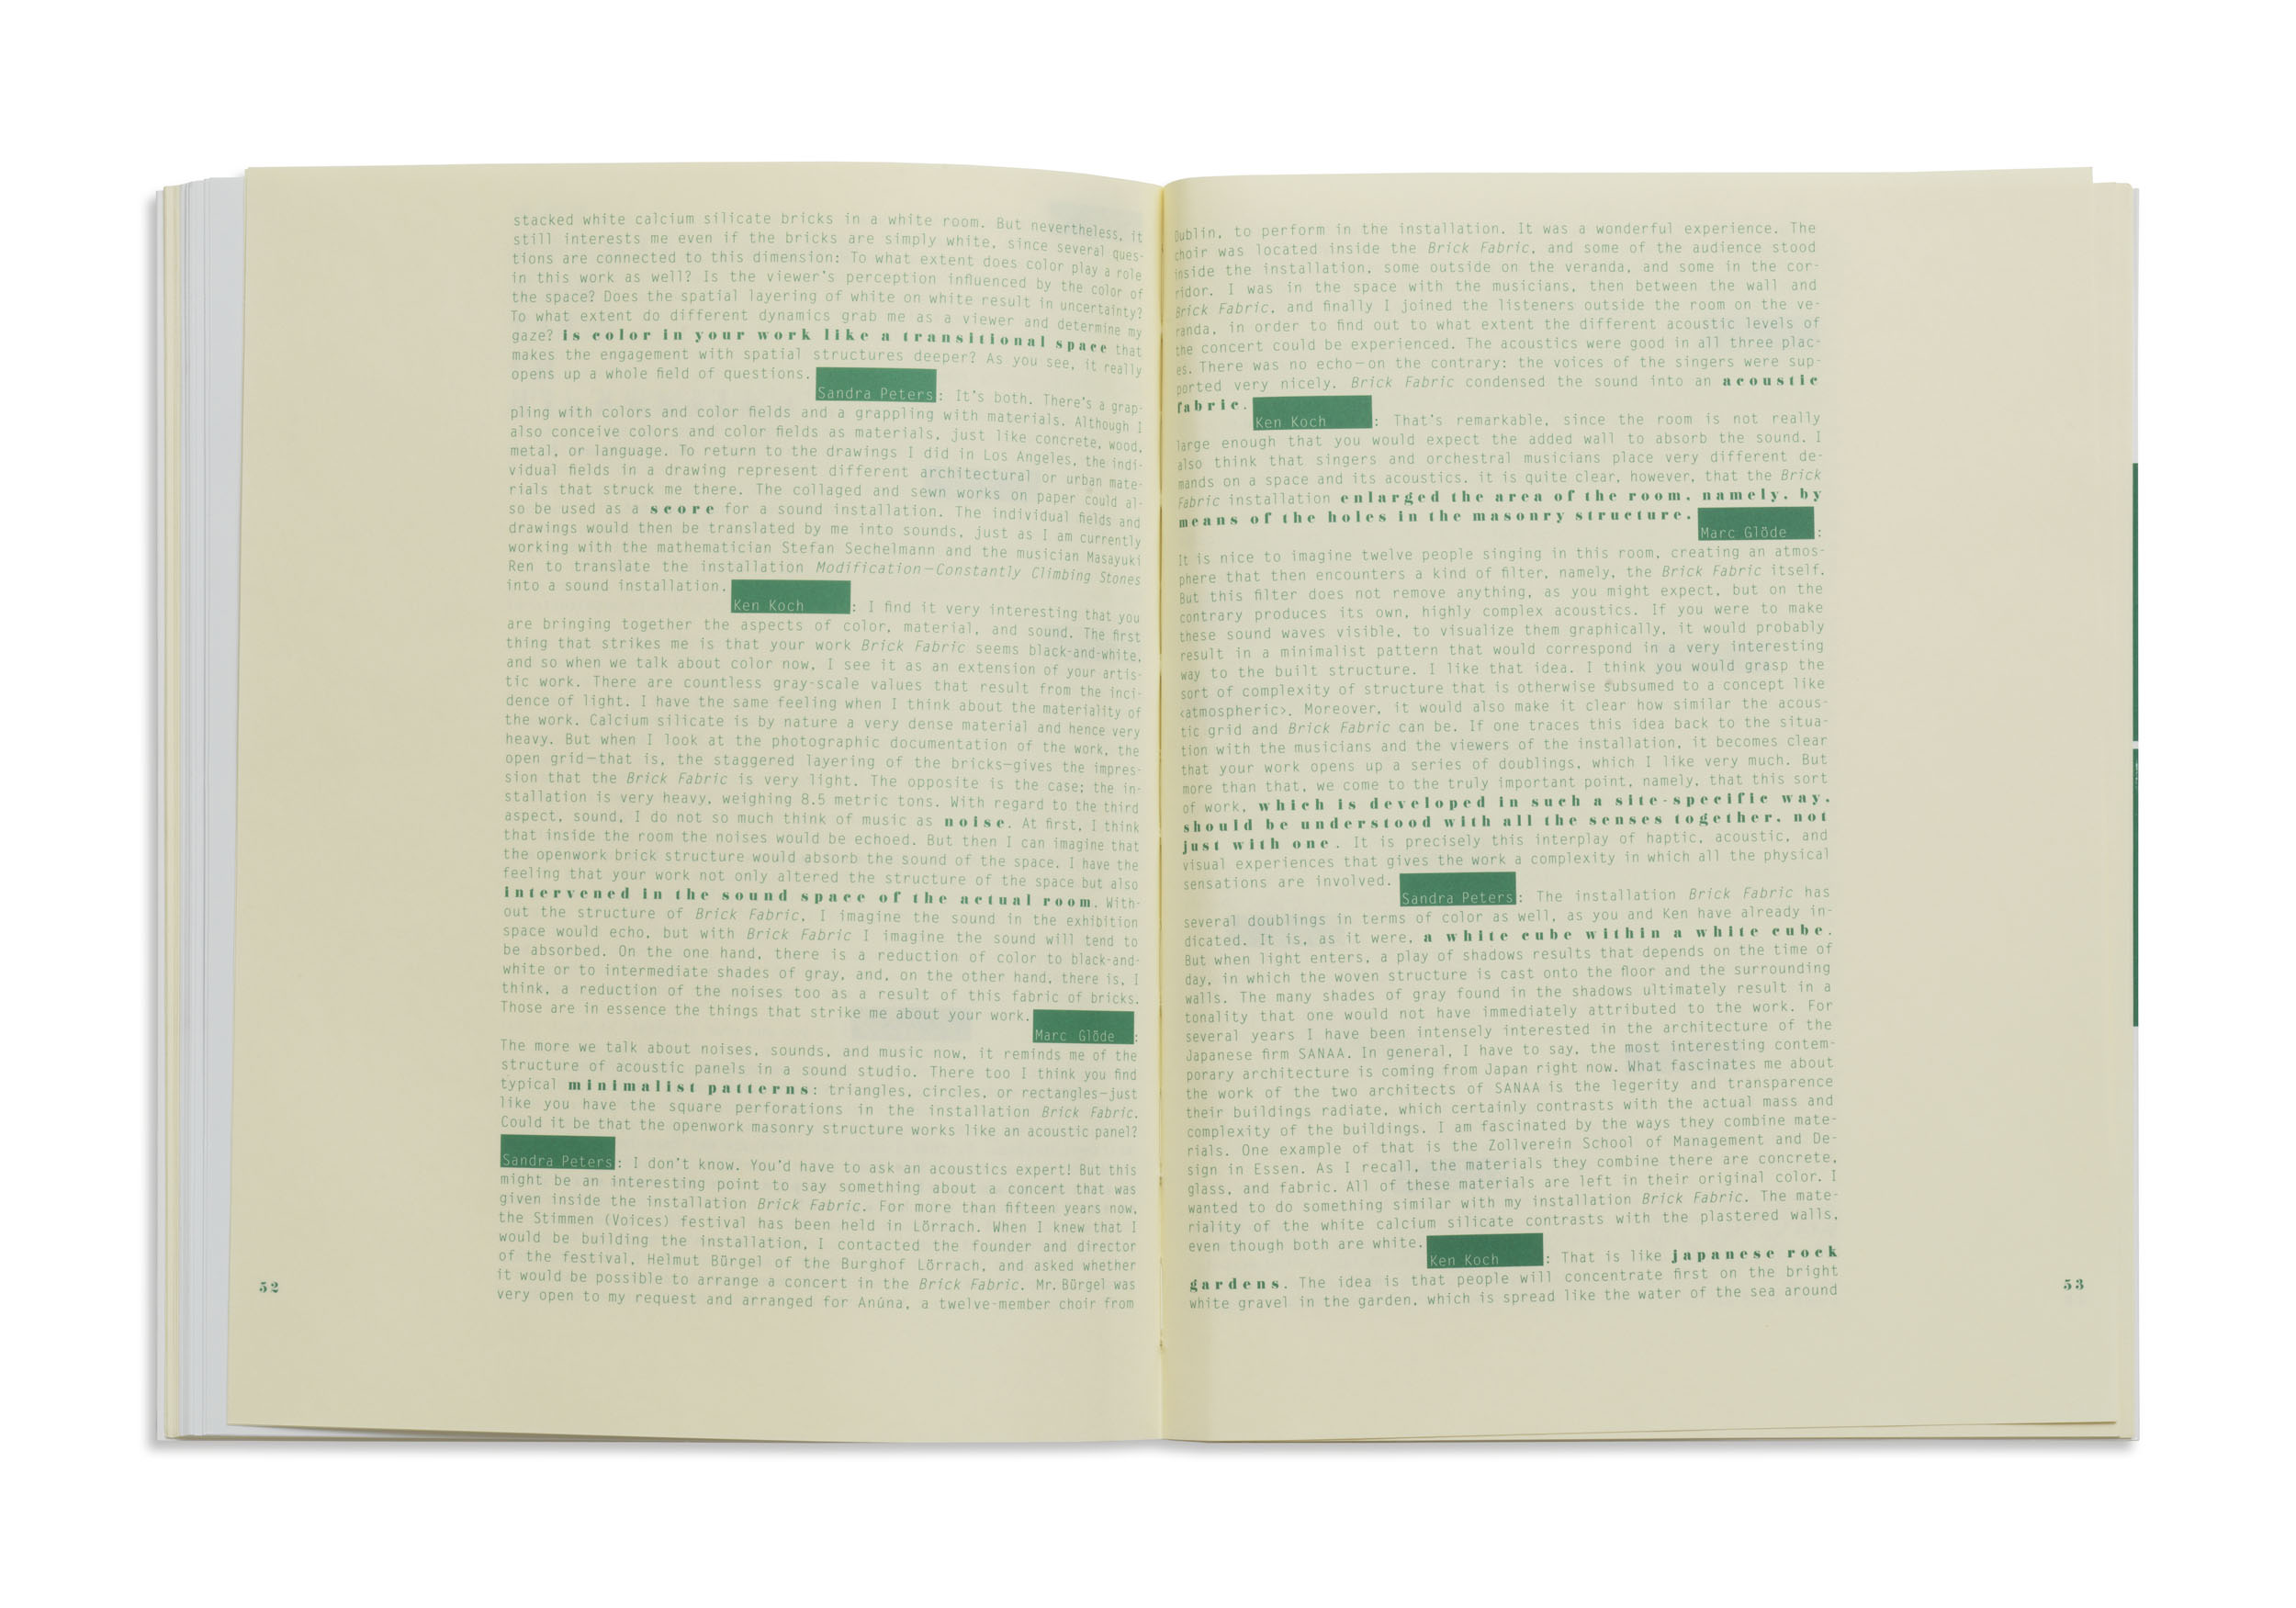 stacked white calcium silicate bricks in a white room. But nevertheless, it
still interests me even if the bricks are simply white, since several ques-
tions are connected to this dimension: To what extent does color play a role
in this work as well? Is the viewer's perception influenced by the color of
the space? Does the spatial layering of white on white result in uncertainty?
To what extent do different dynamics grab me as a viewer and determine my
gaze? is color in your work like a transitional space that
makes the engagement with spatial structures deeper? As you see, it really
opens up a whole field of questions.
Sandra Peters: It's both. There's a grap-
pling with colors and color fields and a grappling with materials. Although I
also conceive colors and color fields as materials, just like concrete, wood,
metal, or language. To return to the drawings I did in Los Angeles, the indi-
vidual fields in a drawing represent different architectural or urban mate-
rials that struck me there. The collaged and sewn works on paper could al-
so be used as a score for a sound installation. The individual fields and
drawings would then be translated by me into sounds, just as I am currently
working with the mathematician Stefan Sechelmann and the musician Masayuki
Ren to translate the installation Modification—Constantly Climbing Stones
into a sound installation.
Ken Koch : I find it very interesting that you
are bringing together the aspects of color, material, and sound. The first
thing that strikes me is that your work Brick Fabric seems black-and-white,
and so when we talk about color now, I see it as an extension of your artis-
tic work. There are countless gray-scale values that result from the inci-
dence of light. I have the same feeling when I think about the materiality of
the work. Calcium silicate is by nature a very dense material and hence very
heavy. But when I look at the photographic documentation of the work, the
open grid—that is, the staggered layering of the bricks—gives the impres-
sion that the Brick Fabric is very light. The opposite is the case; the in-
stallation is very heavy, weighing 8.5 metric tons. With regard to the third
aspect, sound, I do not so much think of music as noise. At first, I think
that inside the room the noises would be echoed. But then I can imagine that
the openwork brick structure would absorb the sound of the space. I have the
feeling that your work not only altered the structure of the space but also
intervened in the sound space of the actual room. With-
out the structure of Brick Fabric, I imagine the sound in the exhibition
space would echo, but with Brick Fabric I imagine the sound will tend to
be absorbed. On the one hand, there is a reduction of color to black-and-
white or to intermediate shades of gray, and, on the other hand, there is, I
think, a reduction of the noises too as a result of this fabric of bricks.
Those are in essence the things that strike me about your work.
Marc Glöde :
The more we talk about noises, sounds, and music now, it reminds me of the
structure of acoustic panels in a sound studio. There too I think you find
typical minimalist patterns: triangles, circles, or rectangles—just
like you have the square perforations in the installation Brick Fabric.
Could it be that the openwork masonry structure works like an acoustic panel?
Sandra Peters: I don't know. You'd have to ask an acoustics expert! But this
might be an interesting point to say something about a concert that was
given inside the installation Brick Fabric. For more than fifteen years now,
the Stimmen (Voices) festival has been held in Lörrach. When I knew that I
would be building the installation, I contacted the founder and director
of the festival, Helmut Bürgel of the Burghof Lörrach, and asked whether
it would be possible to arrange a concert in the Brick Fabric. Mr. Bürgel was
very open to my request and arranged for Anúna, a twelve-member choir from
52
Dublin, to perform in the installation. It was a wonderful experience. The
choir was located inside the Brick Fabric, and some of the audience stood
inside the installation, some outside on the veranda, and some in the cor-
ridor. I was in the space with the musicians, then between the wall and
Brick Fabric, and finally I joined the listeners outside the room on the ve-
randa, in order to find out to what extent the different acoustic levels of
the concert could be experienced. The acoustics were good in all three plac-
es. There was no echo—on the contrary: the voices of the singers were sup-
ported very nicely. Brick Fabric condensed the sound into an acoustic
fabric. Ken Koch : That's remarkable, since the room is not really
large enough that you would expect the added wall to absorb the sound. I
also think that singers and orchestral musicians place very different de-
mands on a space and its acoustics, it is quite clear, however, that the Brick
Fabric installation enlarged the area of the room, namely, by
means of the holes in the masonry structure.
Marc Glöde :
It is nice to imagine twelve people singing in this room, creating an atmos-
phere that then encounters a kind of filter, namely, the Brick Fabric itself.
But this filter does not remove anything, as you might expect, but on the
contrary produces its own, highly complex acoustics. If you were to make
these sound waves visible, to visualize them graphically, it would probably
result in a minimalist pattern that would correspond in a very interesting
way to the built structure. I like that idea. I think you would grasp the
sort of complexity of structure that is otherwise subsumed to a concept like
‹atmospheric›. Moreover, it would also make it clear how similar the acous-
tic grid and Brick Fabric can be. If one traces this idea back to the situa-
tion with the musicians and the viewers of the installation, it becomes clear
that your work opens up a series of doublings, which I like very much. But
more than that, we come to the truly important point, namely, that this sort
of work, which is developed in such a site-specific way,
should be understood with all the senses together, not
just with one. It is precisely this interplay of haptic, acoustic, and
visual experiences that gives the work a complexity in which all the physical
sensations are involved.
Sandra Peters: The installation Brick Fabric has
several doublings in terms of color as well, as you and Ken have already in-
dicated. It is, as it were, a white cube within a white cube.
But when light enters, a play of shadows results that depends on the time of
day, in which the woven structure is cast onto the floor and the surrounding
walls. The many shades of gray found in the shadows ultimately result in a
tonality that one would not have immediately attributed to the work. For
several years I have been intensely interested in the architecture of the
Japanese firm SANAA. In general, I have to say, the most interesting contem-
porary architecture is coming from Japan right now. What fascinates me about
the work of the two architects of SANAA is the legerity and transparence
their buildings radiate, which certainly contrasts with the actual mass and
complexity of the buildings. I am fascinated by the ways they combine mate-
rials. One example of that is the Zollverein School of Management and De-
sign in Essen. As I recall, the materials they combine there are concrete,
glass, and fabric. All of these materials are left in their original color. I
wanted to do something similar with my installation Brick Fabric. The mate-
riality of the white calcium silicate contrasts with the plastered walls,
even though both are white.
Ken Koch : That is like japanese rock
gardens. The idea is that people will concentrate first on the bright
white gravel in the garden, which is spread like the water of the sea around
53